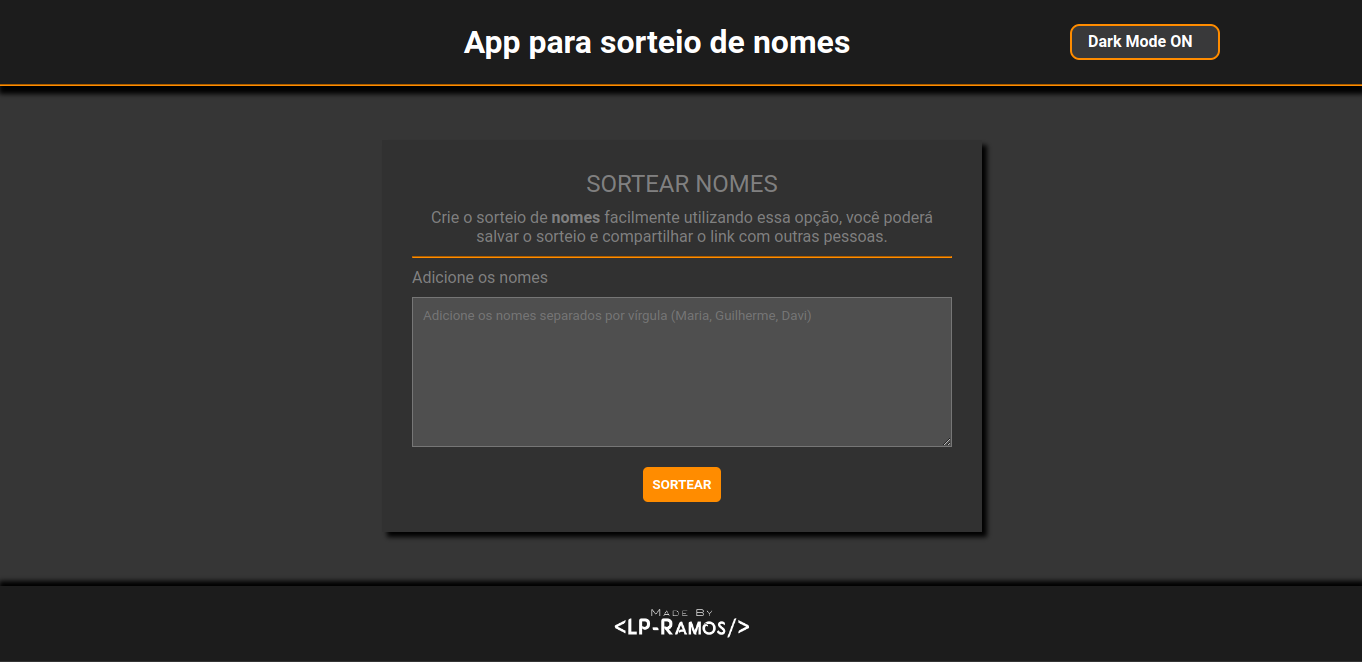 App para sorteio de nomes
Dark Mode ON
SORTEAR NOMES
Crie o sorteio de nomes facilmente utilizando essa opção, você poderá
salvar o sorteio e compartilhar o link com outras pessoas.
Adicione os nomes
Adicione os nomes separados por vírgula (Maria, Guilherme, Davi)
SORTEAR
Made By
<LP-Ramos/>